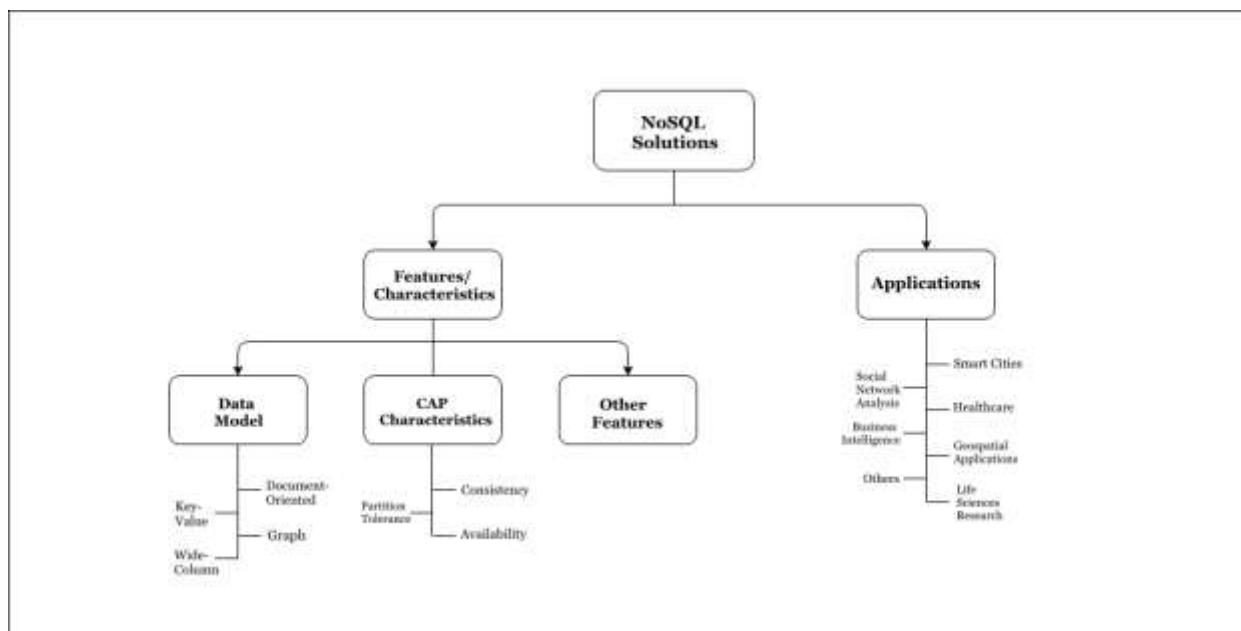 NoSQL
Solutions
Features/
Characteristics
Applications
Data
Model
CAP
Characteristics
Other
Features
Document-
Oriented
Key-
Value
Graph
Wide-
Column
Consistency
Partition
Tolerance
Availability
Smart Cities
Social
Network
Analysis
Healthcare
Business
Intelligence
Geospatial
Applications
Others
Life
Sciences
Research